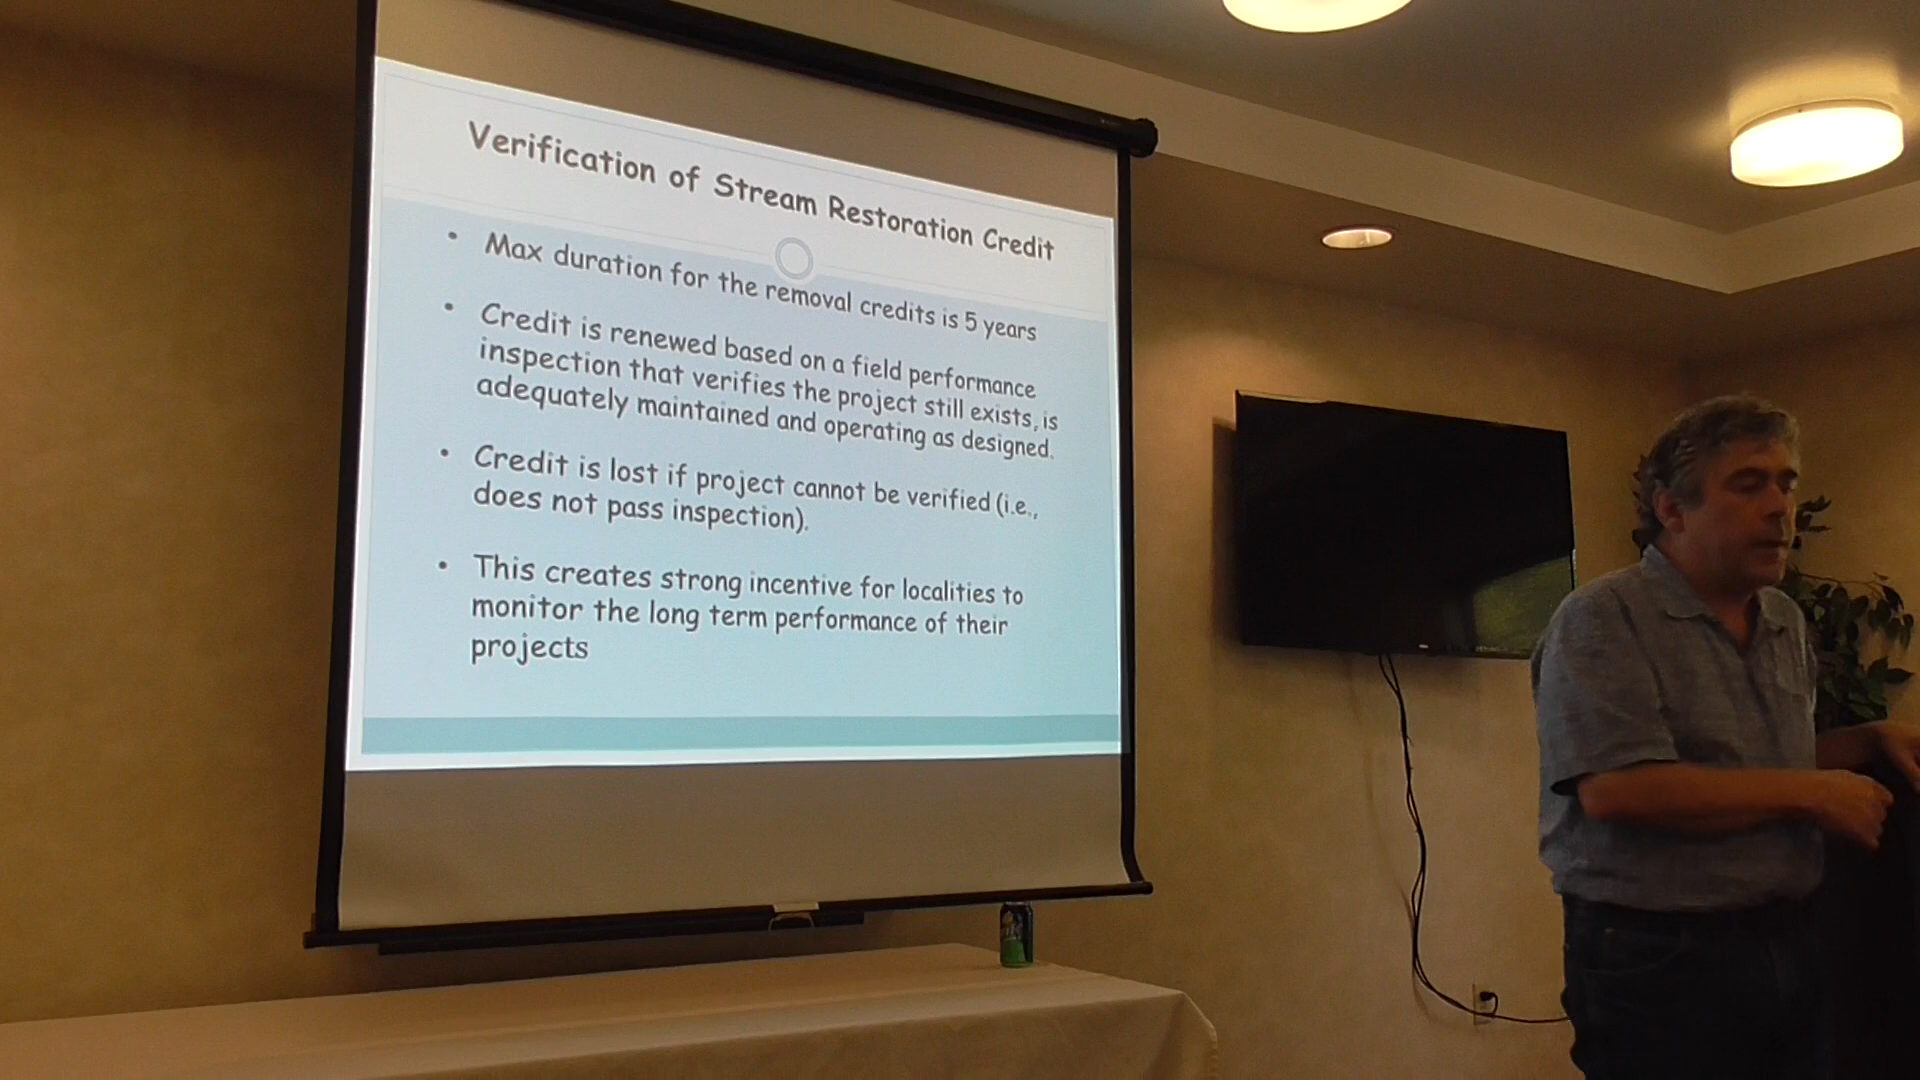 Verification of Stream Restoration Credit
• Max duration for the removal credits is 5 years
• Credit is renewed based on a field performance
inspection that verifies the project still exists, is
adequately maintained and operating as designed.
• Credit is lost if project cannot be verified (i.e.,
does not pass inspection).
• This creates strong incentive for localities to
monitor the long term performance of their
projects